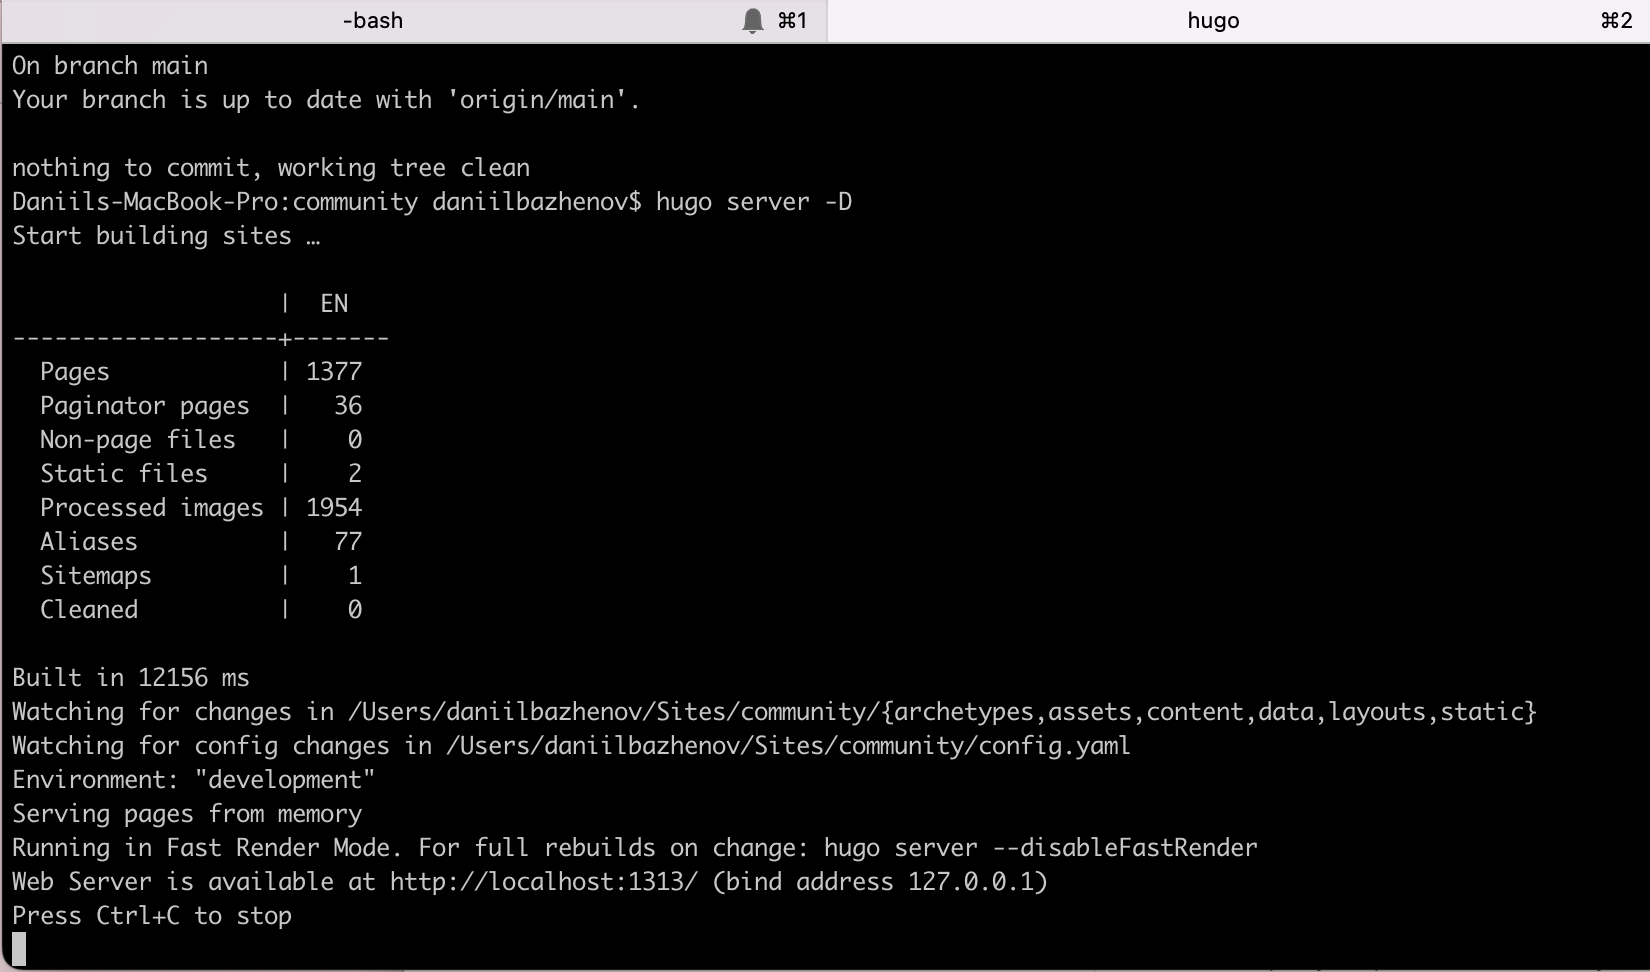 -bash ⌘1 hugo ⌘2
On branch main
Your branch is up to date with 'origin/main'.
nothing to commit, working tree clean
Daniils-MacBook-Pro:community daniilbazhenov$ hugo server -D
Start building sites …
                   |  EN
-------------------+-------
  Pages            | 1377
  Paginator pages  |   36
  Non-page files   |    0
  Static files     |    2
  Processed images | 1954
  Aliases          |   77
  Sitemaps         |    1
  Cleaned          |    0
Built in 12156 ms
Watching for changes in /Users/daniilbazhenov/Sites/community/{archetypes,assets,content,data,layouts,static}
Watching for config changes in /Users/daniilbazhenov/Sites/community/config.yaml
Environment: "development"
Serving pages from memory
Running in Fast Render Mode. For full rebuilds on change: hugo server --disableFastRender
Web Server is available at http://localhost:1313/ (bind address 127.0.0.1)
Press Ctrl+C to stop